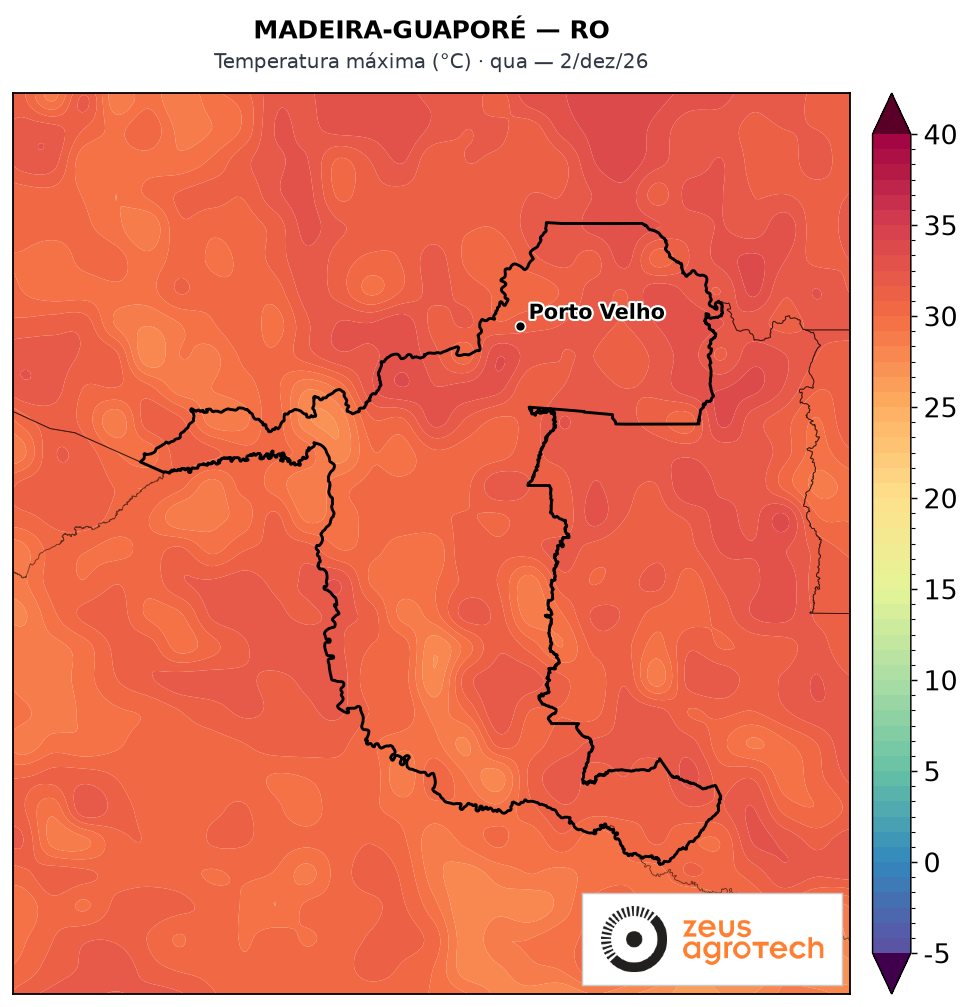 MADEIRA-GUAPORÉ — RO
Temperatura máxima (°C) · qua — 2/dez/26
Porto Velho
40
35
30
25
20
15
10
5
0
-5
zeus
agrotech